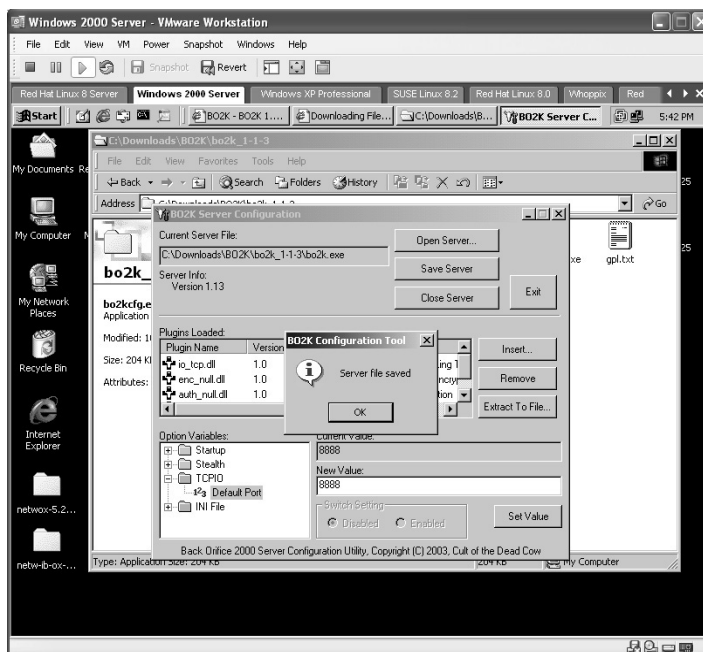 Windows 2000 Server - VMware Workstation
File Edit View VM Power Snapshot Windows Help
Snapshot Revert
Red Hat Linux 8 Server Windows 2000 Server Windows XP Professional SUSE Linux 8.2 Red Hat Linux 8.0 Whoppix Red
Start BO2K - BO2K 1.... Downloading File... C:\Downloads\B... BO2K Server C... 5:42 PM
C:\Downloads\BO2K\bo2k_1-1-3
File Edit View Favorites Tools Help
Back Search Folders History
Address Go
My Documents
My Computer
My Network Places
Recycle Bin
Internet Explorer
netwox-5.2...
netw-ib-ox-...
25
25
bo2k_
bo2kcfg.e
Application
Modified: 1
Size: 204 K
Attributes:
xe
gpl.txt
BO2K Server Configuration
Current Server File:
C:\Downloads\BO2K\bo2k_1-1-3\bo2k.exe
Server Info:
Version 1.13
Open Server...
Save Server
Close Server
Exit
Plugins Loaded:
Plugin Name Version
io_tcp.dll 1.0
enc_null.dll 1.0
auth_null.dll 1.0
Insert...
Remove
Extract To File...
BO2K Configuration Tool
Server file saved
OK
Option Variables:
Startup
Stealth
TCPIO
Default Port
INI File
Current Value:
8888
New Value:
8888
Switch Setting
Disabled Enabled
Set Value
Back Orifice 2000 Server Configuration Utility, Copyright (C) 2003, Cult of the Dead Cow
Type: Application Size: 204 KB 204 KB My Computer